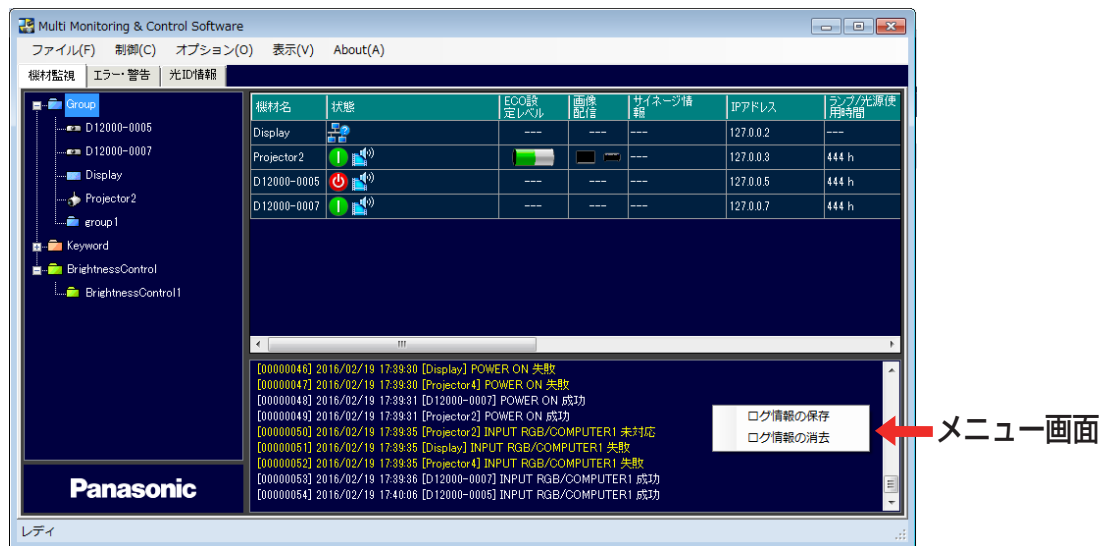 Multi Monitoring & Control Software
ファイル(F) 制御(C) オプション(O) 表示(V) About(A)
機材監視 エラー・警告 光ID情報
Group
D12000-0005
D12000-0007
Display
Projector2
group1
Keyword
BrightnessControl
BrightnessControl1
Panasonic
機材名 状態 ECO設定レベル 画像配信 サイネージ情報 IPアドレス ランプ/光源使用時間
Display --- --- --- 127.0.0.2 ---
Projector2 --- 127.0.0.3 444 h
D12000-0005 --- --- --- 127.0.0.5 444 h
D12000-0007 --- --- --- 127.0.0.7 444 h
[00000046] 2016/02/19 17:39:30 [Display] POWER ON 失敗
[00000047] 2016/02/19 17:39:30 [Projector4] POWER ON 失敗
[00000048] 2016/02/19 17:39:31 [D12000-0007] POWER ON 成功
[00000049] 2016/02/19 17:39:31 [Projector2] POWER ON 成功
[00000050] 2016/02/19 17:39:35 [Projector2] INPUT RGB/COMPUTER1 未対応
[00000051] 2016/02/19 17:39:35 [Display] INPUT RGB/COMPUTER1 失敗
[00000052] 2016/02/19 17:39:35 [Projector4] INPUT RGB/COMPUTER1 失敗
[00000053] 2016/02/19 17:39:36 [D12000-0007] INPUT RGB/COMPUTER1 成功
[00000054] 2016/02/19 17:40:06 [D12000-0005] INPUT RGB/COMPUTER1 成功
ログ情報の保存
ログ情報の消去
メニュー画面
レディ